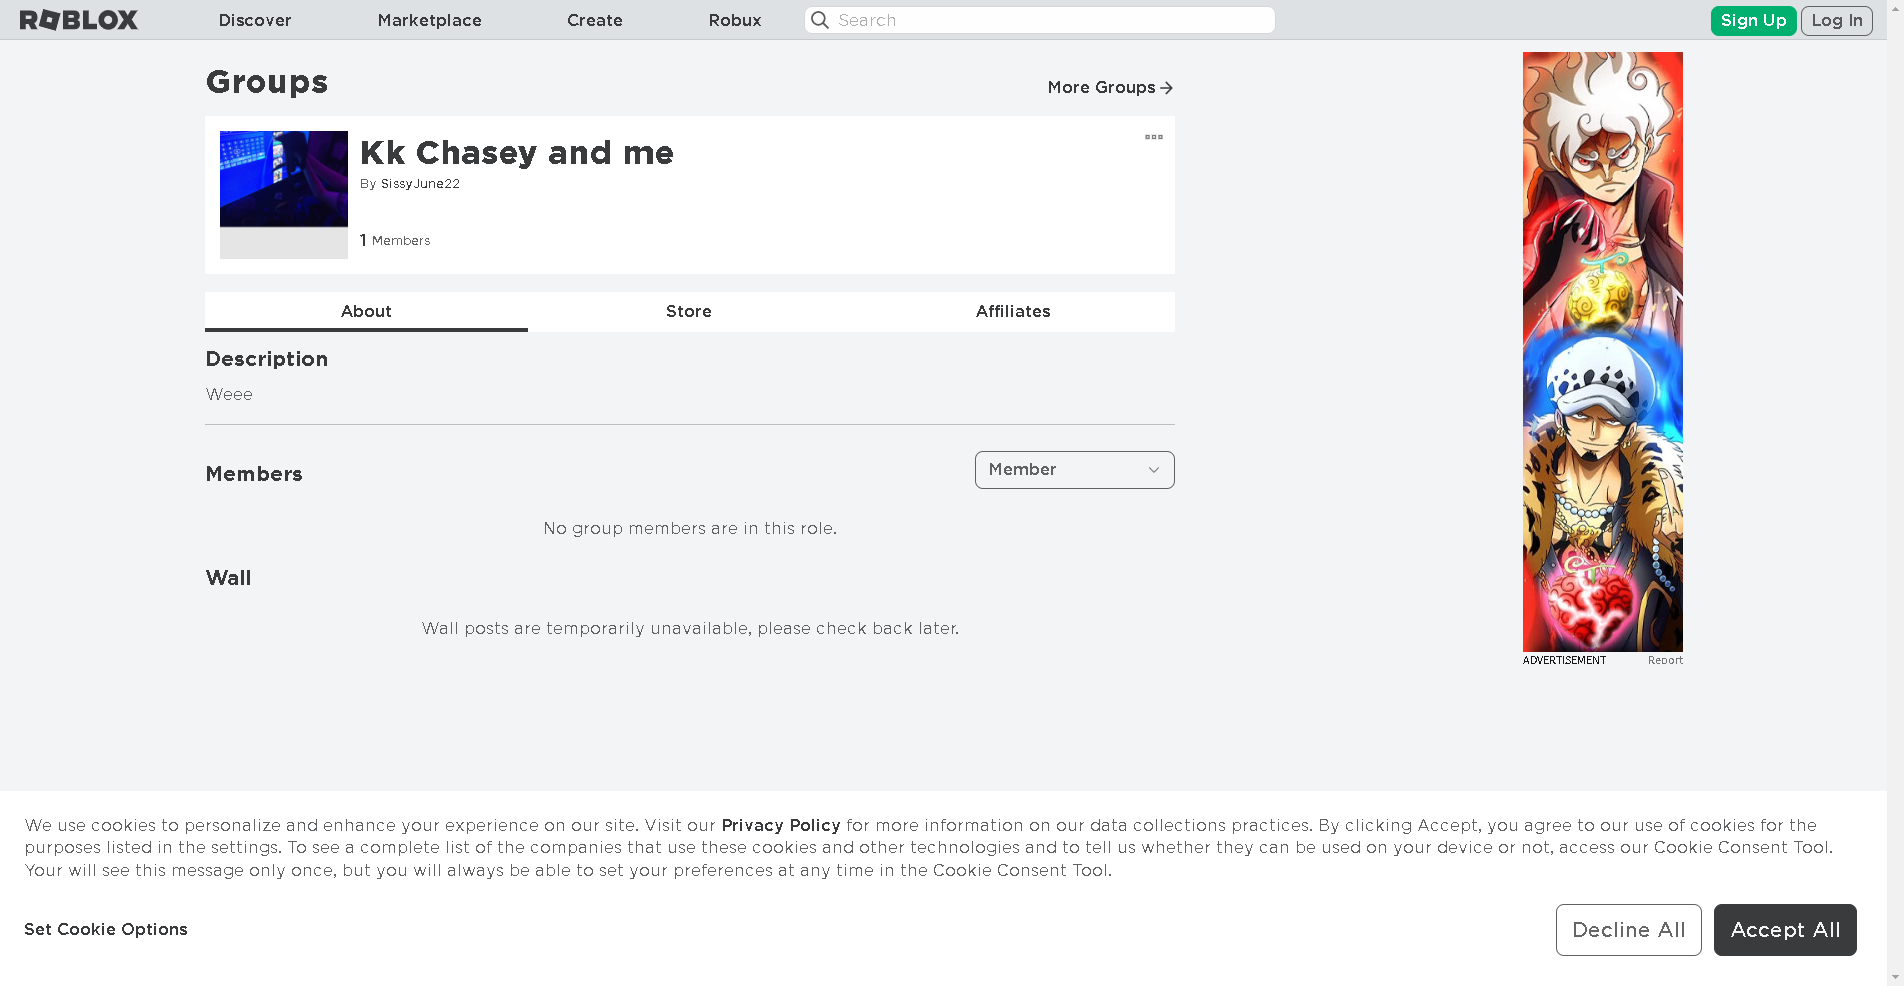 ROBLOX
Discover
Marketplace
Create
Robux
Search
Sign Up
Log In
Groups
More Groups
Kk Chasey and me
By SissyJune22
1 Members
About
Store
Affiliates
Description
Weee
Members
Member
No group members are in this role.
Wall
Wall posts are temporarily unavailable, please check back later.
ADVERTISEMENT
Report
We use cookies to personalize and enhance your experience on our site. Visit our Privacy Policy for more information on our data collections practices. By clicking Accept, you agree to our use of cookies for the
purposes listed in the settings. To see a complete list of the companies that use these cookies and other technologies and to tell us whether they can be used on your device or not, access our Cookie Consent Tool.
Your will see this message only once, but you will always be able to set your preferences at any time in the Cookie Consent Tool.
Set Cookie Options
Decline All
Accept All